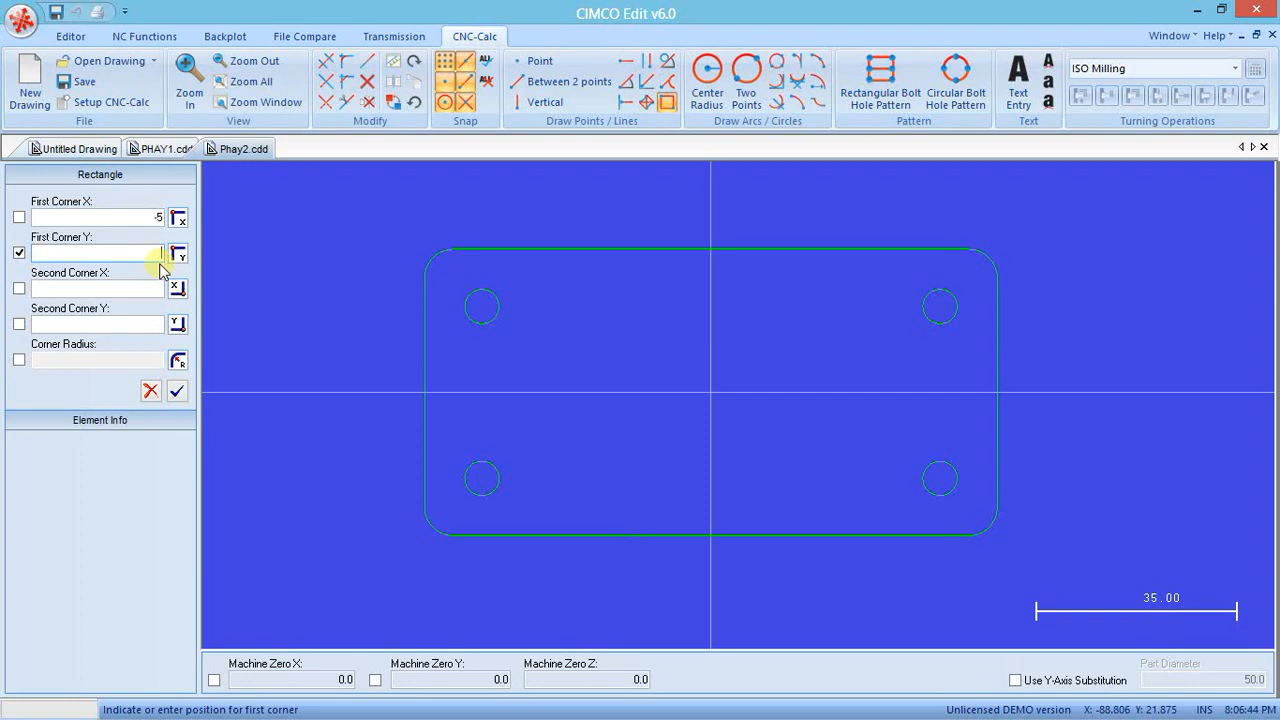 CIMCO Edit v6.0
Editor NC Functions Backplot File Compare Transmission CNC-Calc Window Help
New Drawing
Open Drawing
Save
Setup CNC-Calc
File
Zoom In
Zoom Out
Zoom All
Zoom Window
View
Modify
ALL
ALL
Snap
Point
Between 2 points
Vertical
Draw Points / Lines
Center Radius
Two Points
Draw Arcs / Circles
Rectangular Bolt Hole Pattern
Circular Bolt Hole Pattern
Pattern
A Text Entry
A
a
a
Text
ISO Milling
Turning Operations
Untitled Drawing PHAY1.cdd Phay2.cdd
Rectangle
First Corner X:
-5
X
First Corner Y:
Y
Second Corner X:
X
Second Corner Y:
Y
Corner Radius:
R
Element Info
35.00
Machine Zero X: Machine Zero Y: Machine Zero Z: Part Diameter
0.0 0.0 0.0 Use Y-Axis Substitution 50.0
Indicate or enter position for first corner Unlicensed DEMO version X: -88.806 Y: 21.875 INS 8:06:44 PM